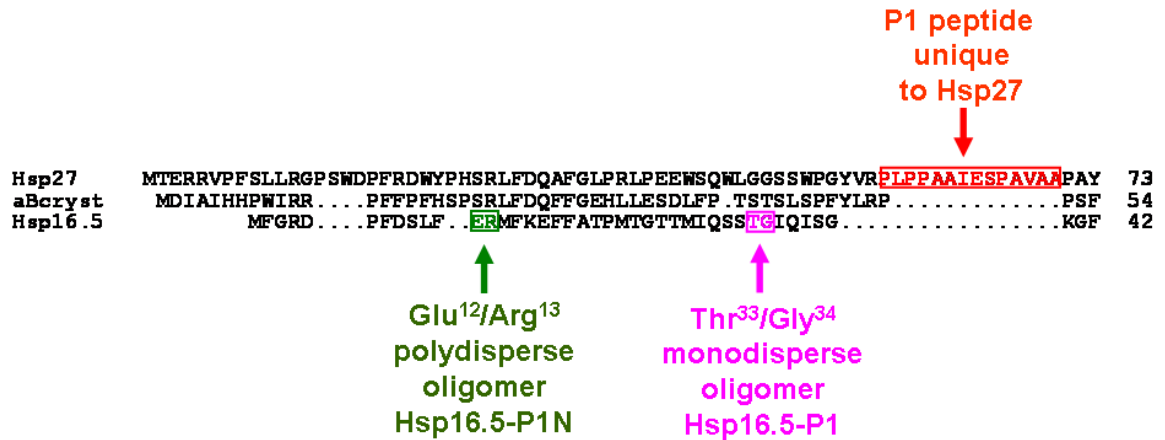 P1 peptide
unique
to Hsp27
Hsp27 MTERRVPFSLLRGPSWDPFRDWYPHSRLFDQAFGLPRLPEEWSQWLGGSSWPGYVRPLPPAAIESPAVAAPAY 73
aBcryst MDIAIHHPWIRR....PFFPFHSPSRLFDQFFGEHLLESDLFP.TSTSLSPFYLRP..............PSF 54
Hsp16.5 MFGRD....PFDSLF..ERMFKEFFATPMTGTTMIQSSTGIQISG.................KGF 42
Glu12/Arg13
polydisperse
oligomer
Hsp16.5-P1N
Thr33/Gly34
monodisperse
oligomer
Hsp16.5-P1